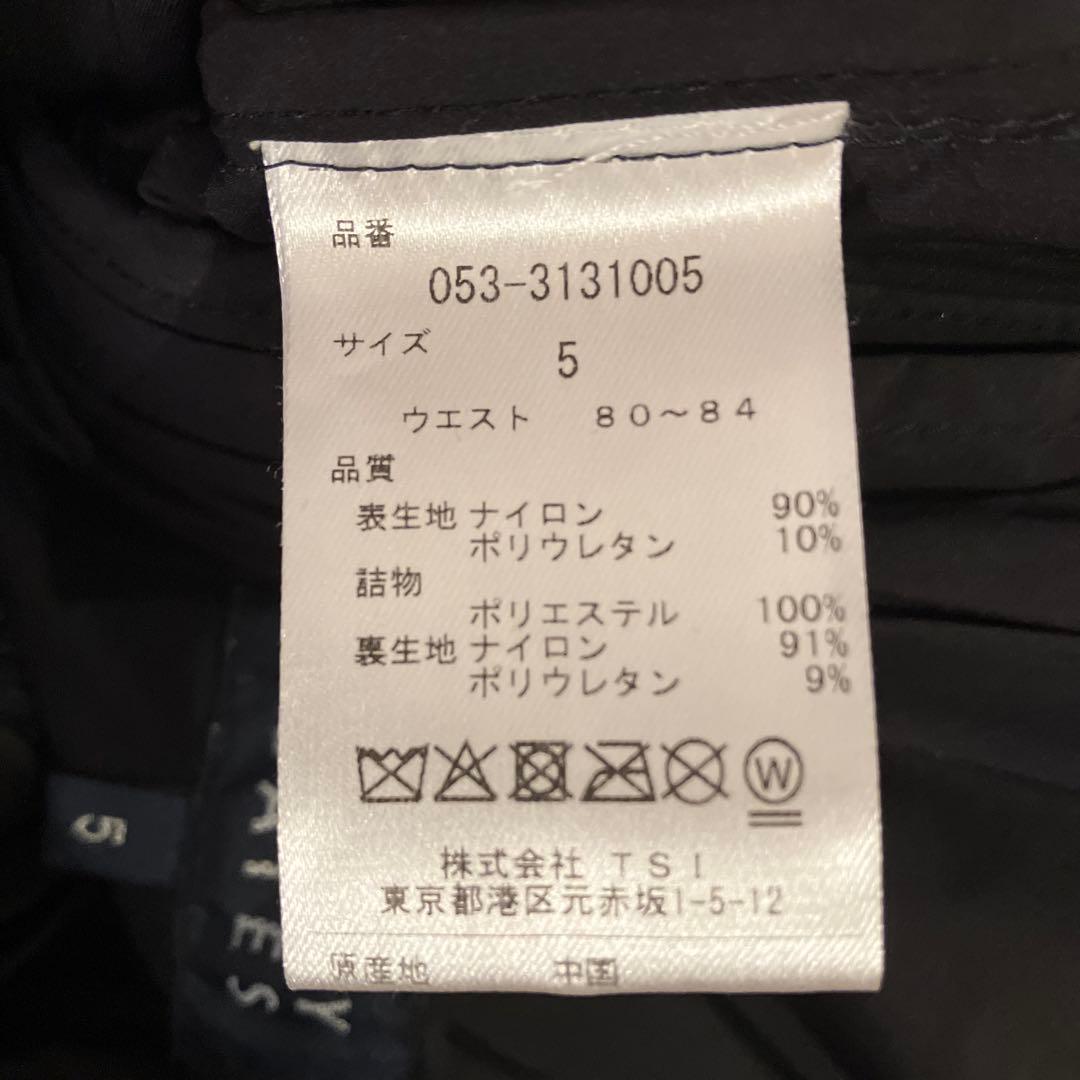 品番
053-3131005
サイズ 5
ウエスト 80~84
品質
表生地 ナイロン 90%
ポリウレタン 10%
詰物
ポリエステル 100%
裏生地 ナイロン 91%
ポリウレタン 9%
W
株式会社 TSI
東京都港区元赤坂1-5-12
原産地 中国
5